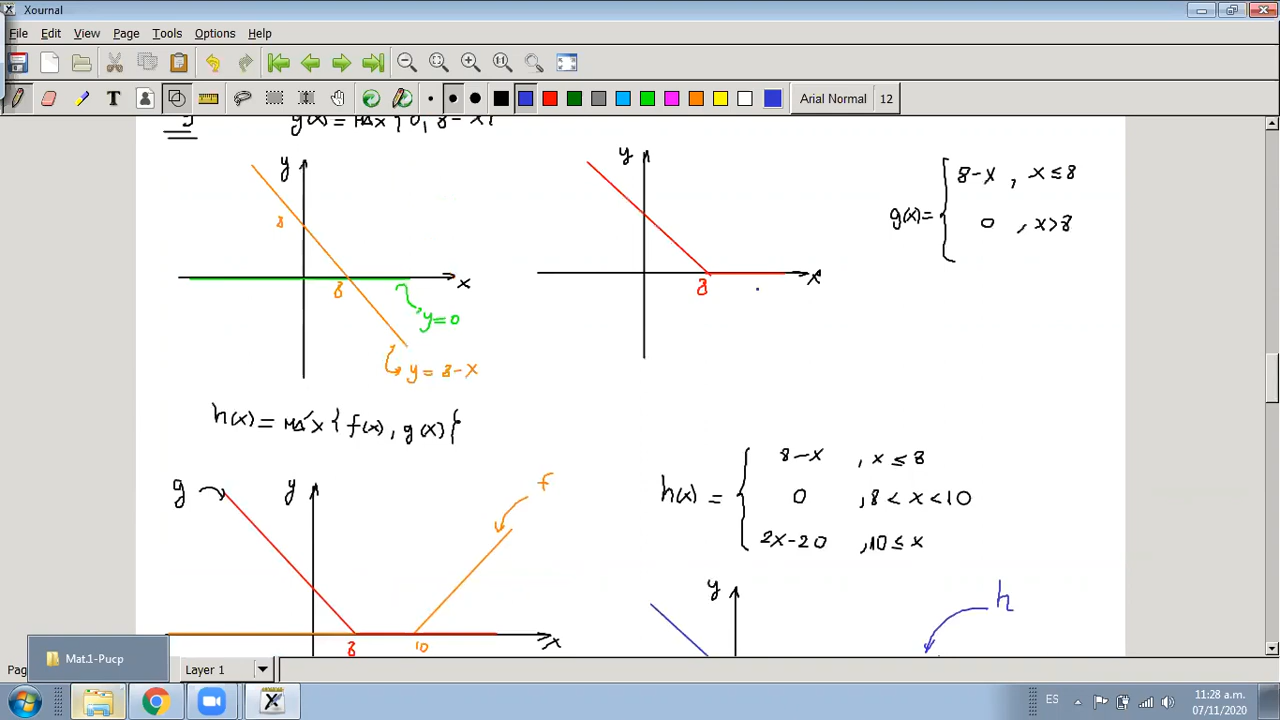 Xournal
File Edit View Page Tools Options Help
Arial Normal 12
g(x) = MAX { 0, 8-x }
y
8
8
x
y=0
y = 8-x
y
8
x
g(x)= { 8-x , x≤8
0 , x>8
h(x) = MÁX { f(x), g(x) }
g
y
f
8
10
x
h(x) = { 8-x , x ≤ 8
0 , 8 < x < 10
2x-20 , 10 ≤ x
y
h
Mat.1-Pucp
Pag
Layer 1
ES
11:28 a.m.
07/11/2020